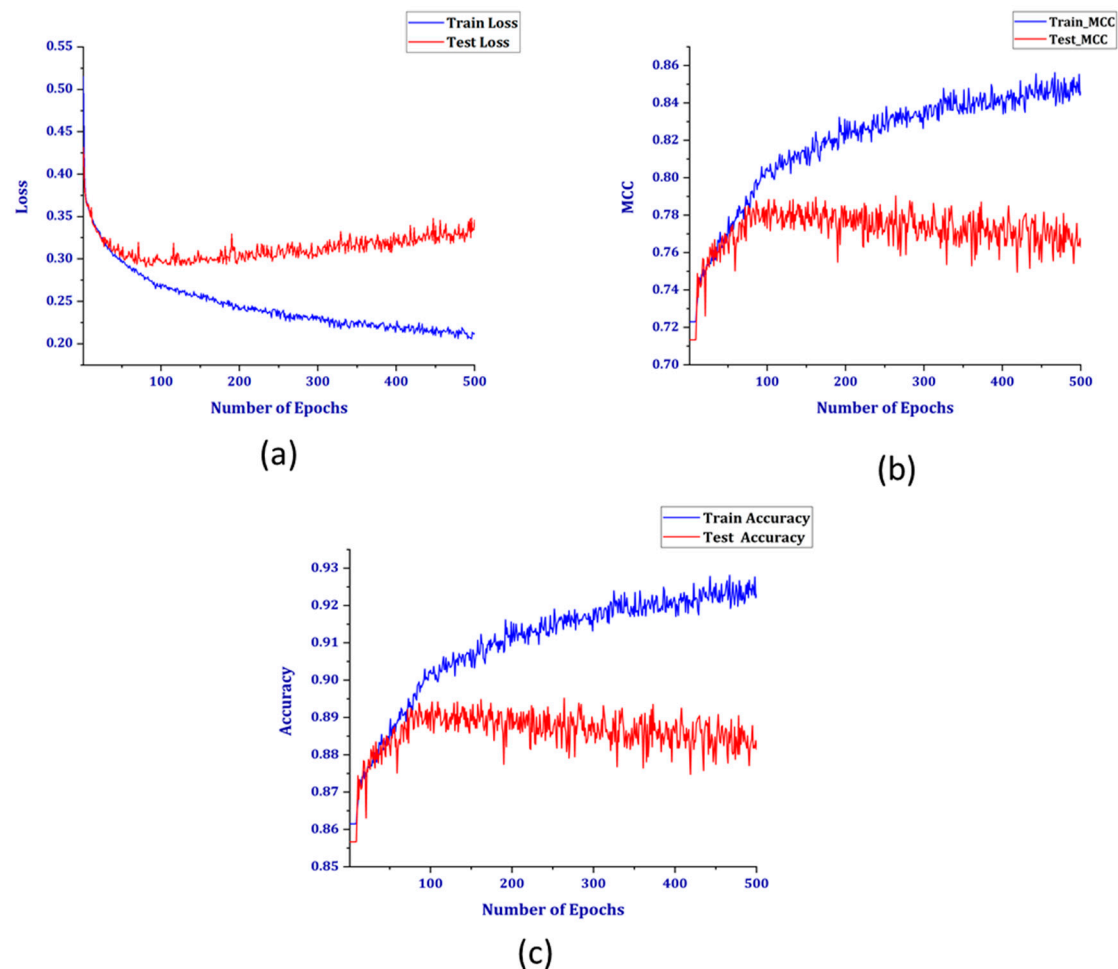 Train Loss
Test Loss
0.55
0.50
0.45
0.40
0.35
0.30
0.25
0.20
Loss
100 200 300 400 500
Number of Epochs
(a)
Train_MCC
Test_MCC
0.86
0.84
0.82
0.80
0.78
0.76
0.74
0.72
0.70
MCC
100 200 300 400 500
Number of Epochs
(b)
Train Accuracy
Test Accuracy
0.93
0.92
0.91
0.90
0.89
0.88
0.87
0.86
0.85
Accuracy
100 200 300 400 500
Number of Epochs
(c)